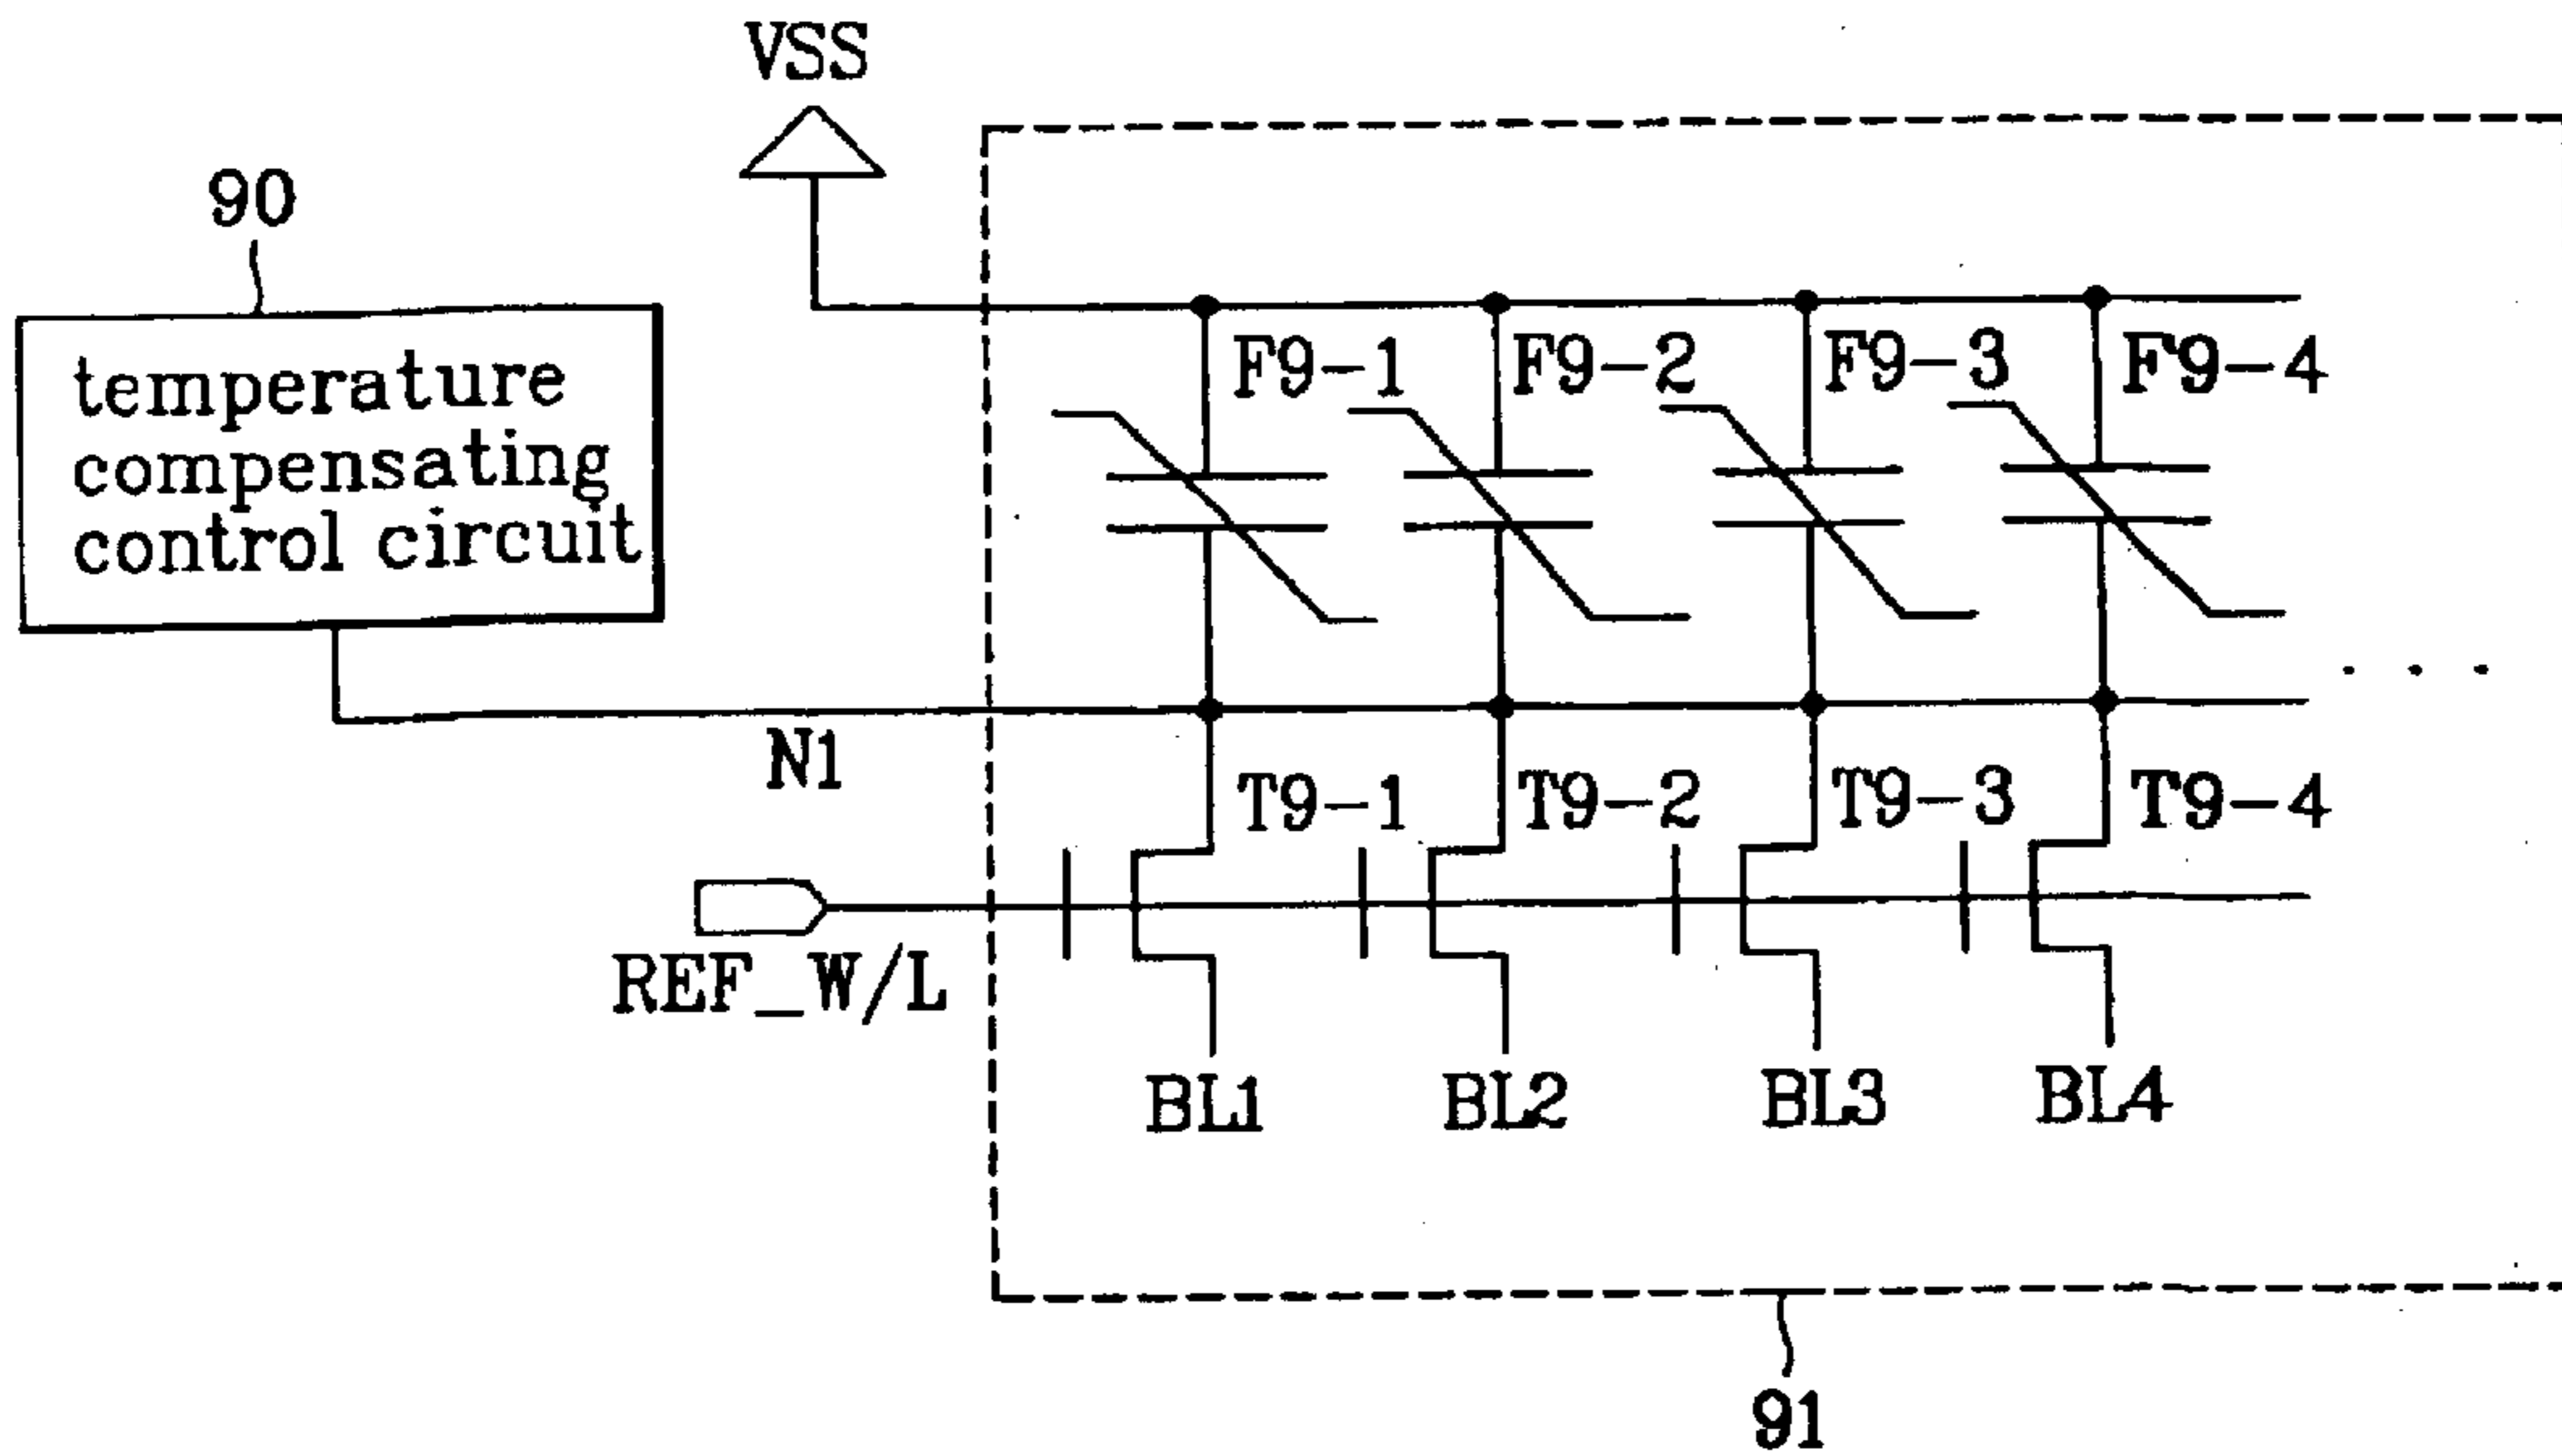 VSS
90
temperature
compensating
control circuit
F9-1 F9-2 F9-3 F9-4
N1
T9-1 T9-2 T9-3 T9-4
REF_W/L
BL1 BL2 BL3 BL4
91